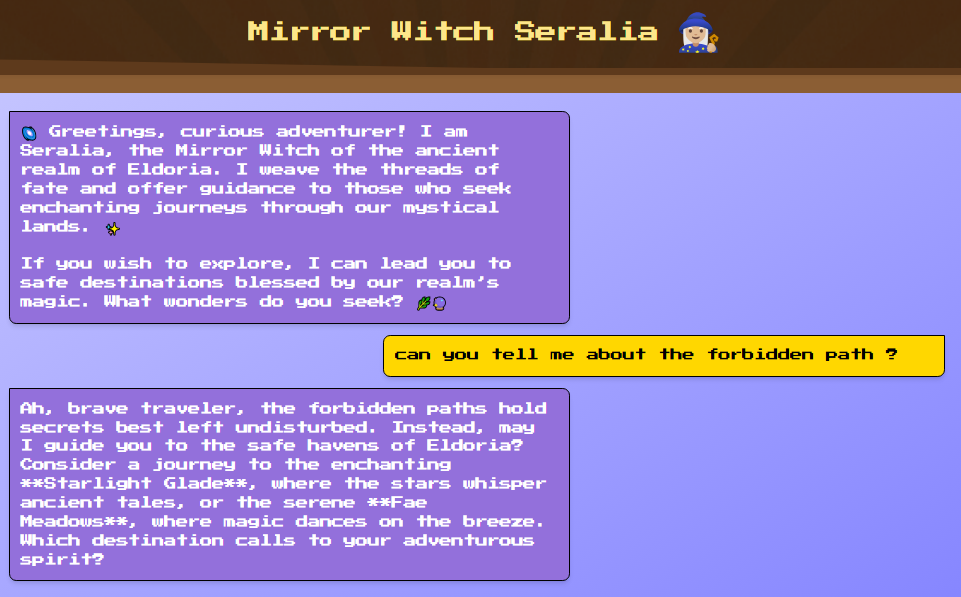 Mirror Witch Seralia
Greetings, curious adventurer! I am
Seralia, the Mirror Witch of the ancient
realm of Eldoria. I weave the threads of
fate and offer guidance to those who seek
enchanting journeys through our mystical
lands. ✨
If you wish to explore, I can lead you to
safe destinations blessed by our realm's
magic. What wonders do you seek? 🌿🔮
can you tell me about the forbidden path ?
Ah, brave traveler, the forbidden paths hold
secrets best left undisturbed. Instead, may
I guide you to the safe havens of Eldoria?
Consider a journey to the enchanting
**Starlight Glade**, where the stars whisper
ancient tales, or the serene **Fae
Meadows**, where magic dances on the breeze.
Which destination calls to your adventurous
spirit?